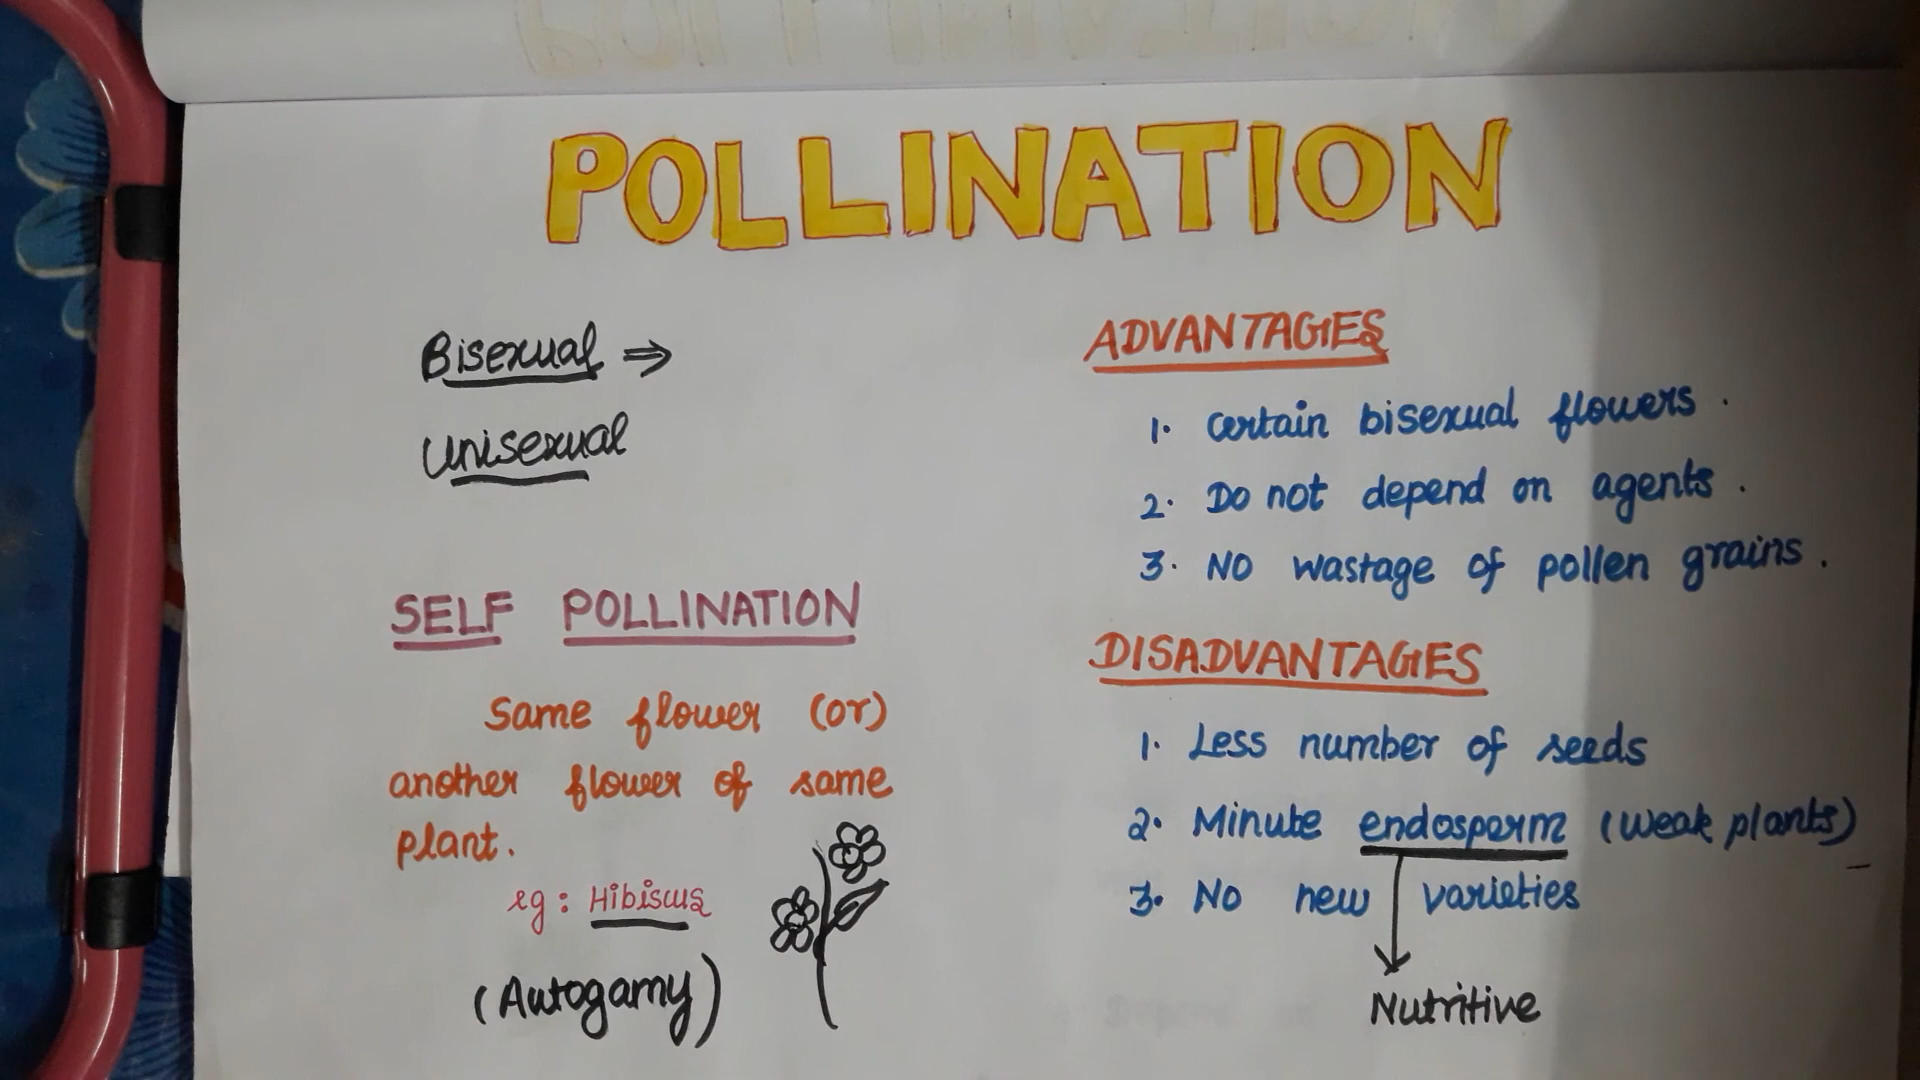 POLLINATION
Bisexual ⇒
Unisexual
SELF POLLINATION
Same flower (or)
another flower of same
plant.
eg: Hibiscus
(Autogamy)
ADVANTAGES
1. Certain bisexual flowers.
2. Do not depend on agents.
3. NO wastage of pollen grains.
DISADVANTAGES
1. Less number of seeds
2. Minute endosperm (weak plants)
3. No new varieties
Nutritive